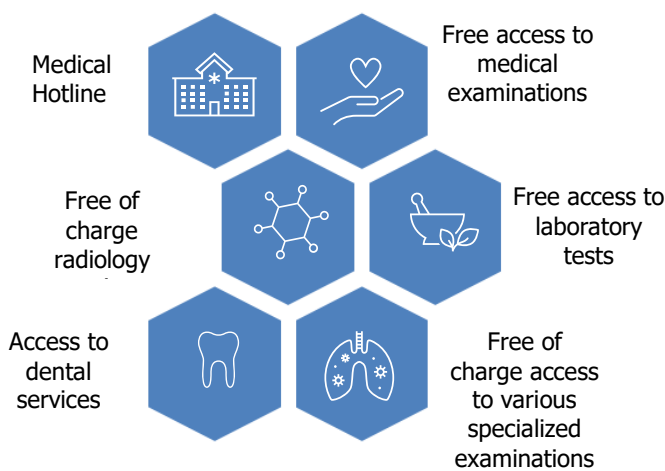 Medical
Hotline
Free access to
medical
examinations
Free of
charge
radiology
Free access to
laboratory
tests
Access to
dental
services
Free of
charge access
to various
specialized
examinations